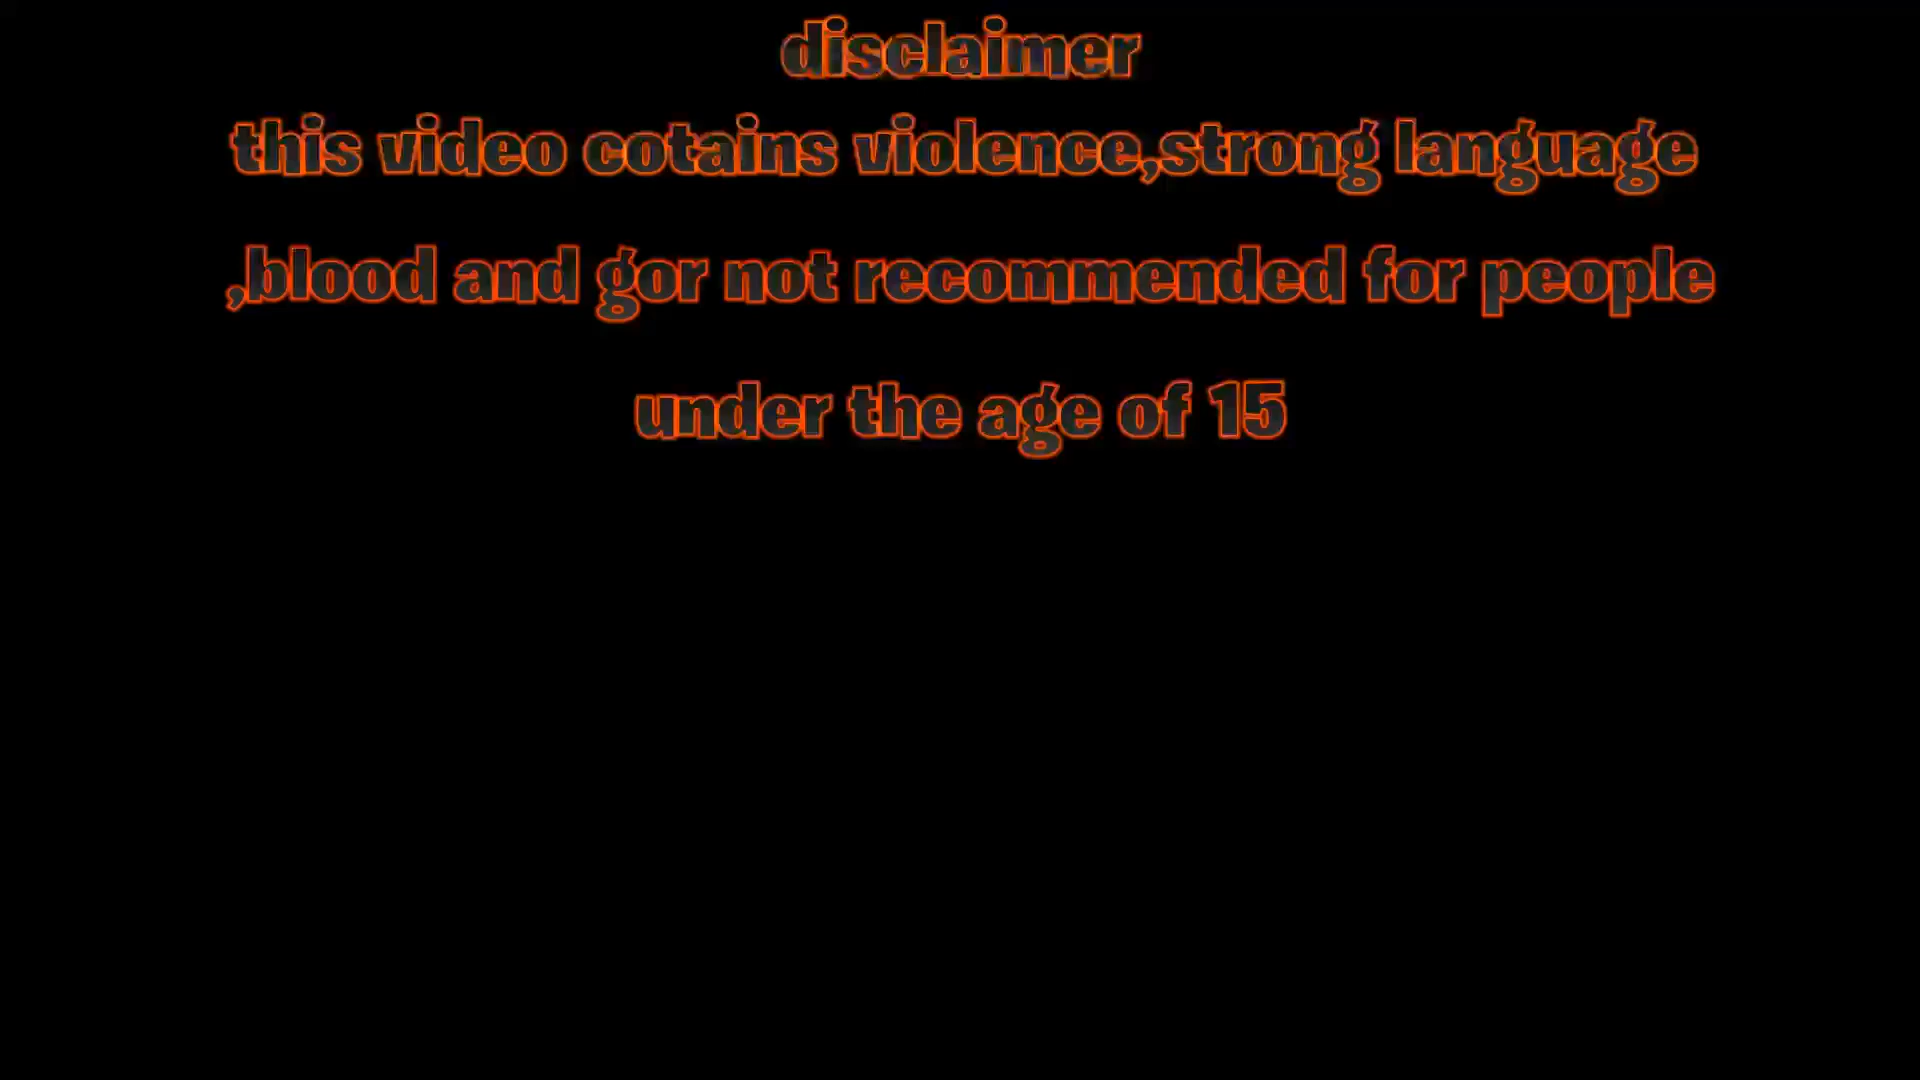 disclaimer
this video cotains violence,strong language
,blood and gor not recommended for people
under the age of 15